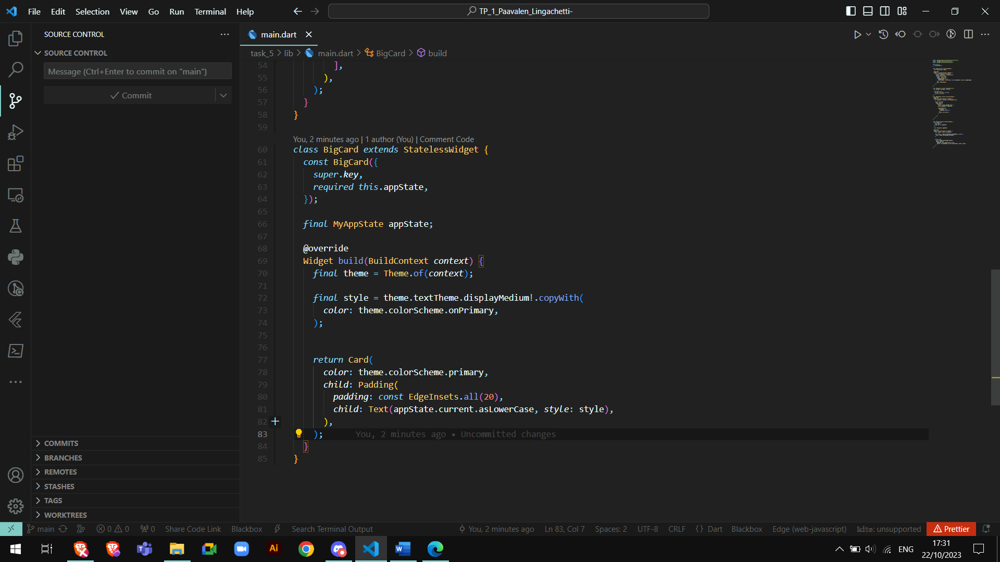 File Edit Selection View Go Run Terminal Help
TP_1_Paavalen_Lingachetti-
SOURCE CONTROL
main.dart
SOURCE CONTROL
Message (Ctrl+Enter to commit on "main")
Commit
task_5 > lib > main.dart > BigCard > build
54 ],
55 ),
56 );
57 }
58 }
59
You, 2 minutes ago | 1 author (You) | Comment Code
60 class BigCard extends StatelessWidget {
61 const BigCard({
62 super.key,
63 required this.appState,
64 });
65
66 final MyAppState appState;
67
68 @override
69 Widget build(BuildContext context) {
70 final theme = Theme.of(context);
71
72 final style = theme.textTheme.displayMedium!.copyWith(
73 color: theme.colorScheme.onPrimary,
74 );
75
76
77 return Card(
78 color: theme.colorScheme.primary,
79 child: Padding(
80 padding: const EdgeInsets.all(20),
81 child: Text(appState.current.asLowerCase, style: style),
82 ),
83 ); You, 2 minutes ago • Uncommitted changes
84 }
85 }
COMMITS
BRANCHES
REMOTES
STASHES
TAGS
WORKTREES
main 0 0 0 Share Code Link Blackbox Search Terminal Output You, 2 minutes ago Ln 83, Col 7 Spaces: 2 UTF-8 CRLF { } Dart Blackbox Edge (web-javascript) kite: unsupported Prettier
Ai
ENG
17:31
22/10/2023